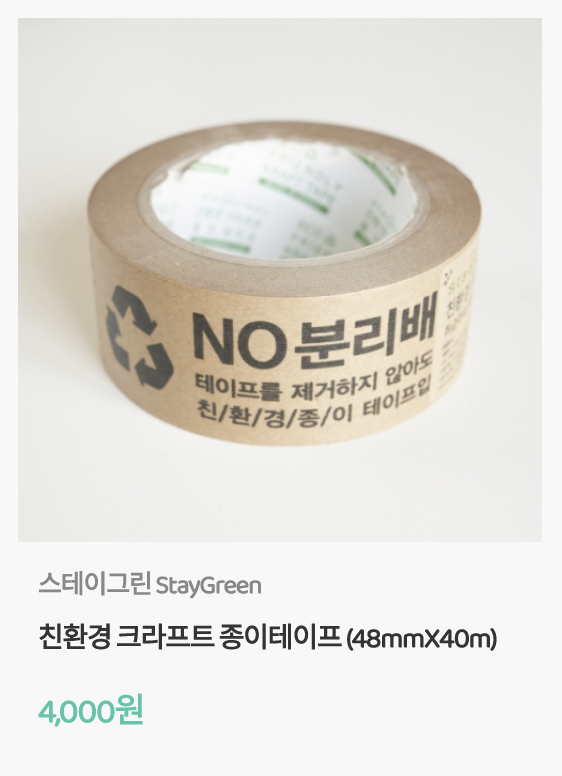 NO 분리배
테이프를 제거하지 않아도
친/환/경/종/이 테이프입
스테이그린 StayGreen
친환경 크라프트 종이테이프 (48mmX40m)
4,000원